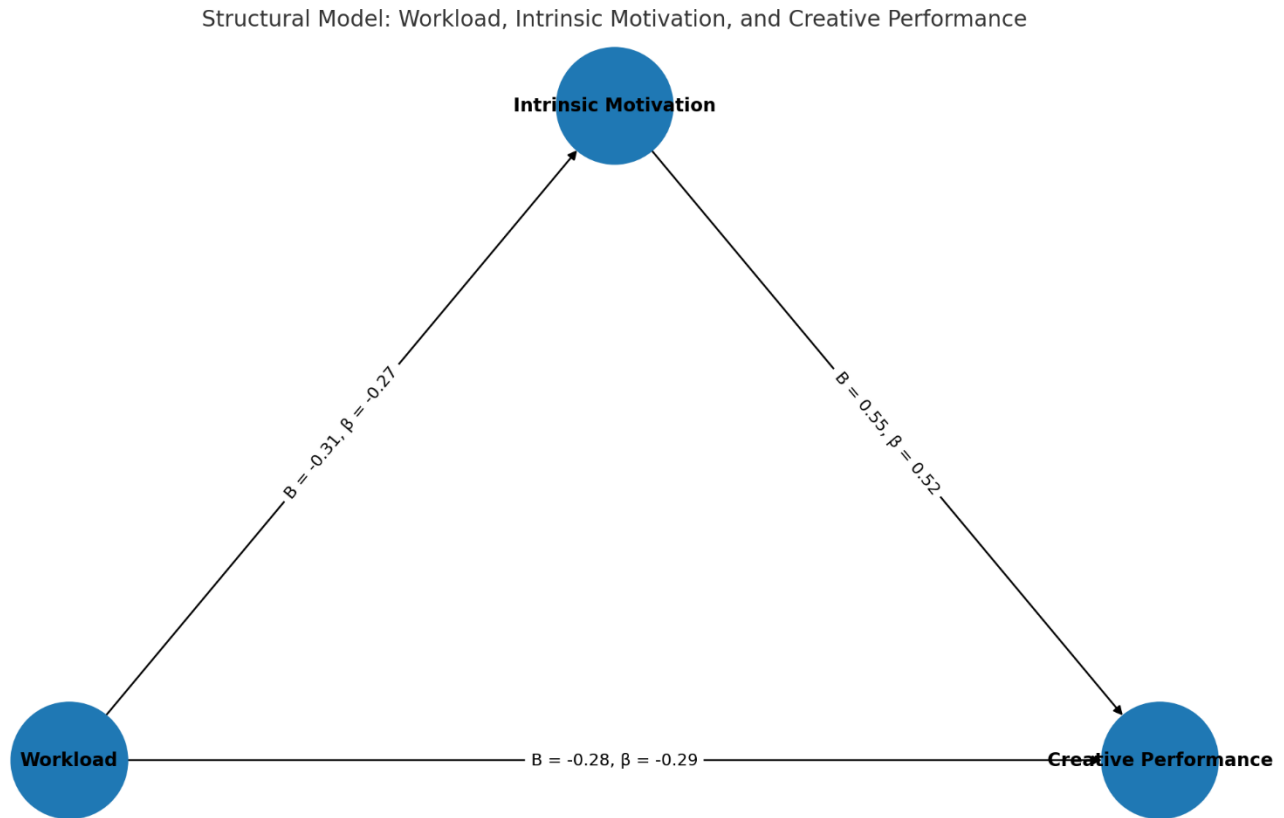 Structural Model: Workload, Intrinsic Motivation, and Creative Performance
Intrinsic Motivation
B = -0.31, β = -0.27
B = 0.55, β = 0.52
Workload
B = -0.28, β = -0.29
Creative Performance